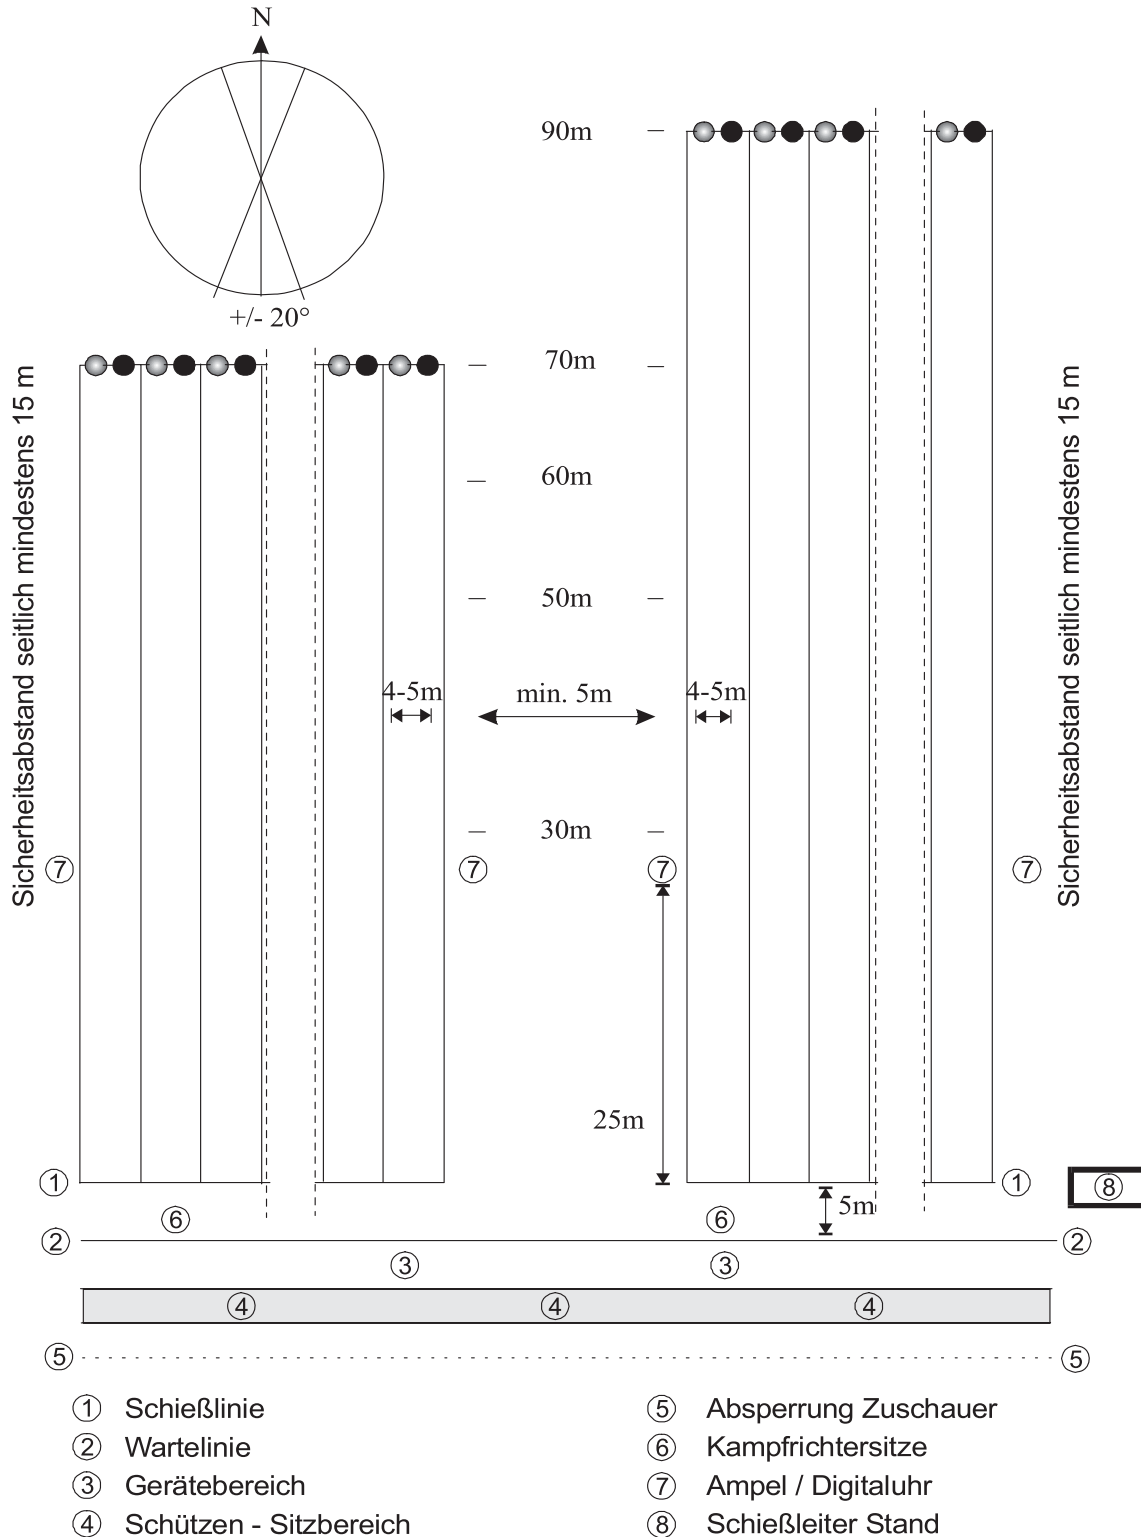 N
+/- 20°
90m
70m
60m
50m
4-5m
min. 5m
4-5m
30m
Sicherheitsabstand seitlich mindestens 15 m
Sicherheitsabstand seitlich mindestens 15 m
7
7
7
7
25m
1
1
8
5m
6
6
2
2
3
3
4
4
4
5
5
1 Schießlinie
2 Wartelinie
3 Gerätebereich
4 Schützen - Sitzbereich
5 Absperrung Zuschauer
6 Kampfrichtersitze
7 Ampel / Digitaluhr
8 Schießleiter Stand